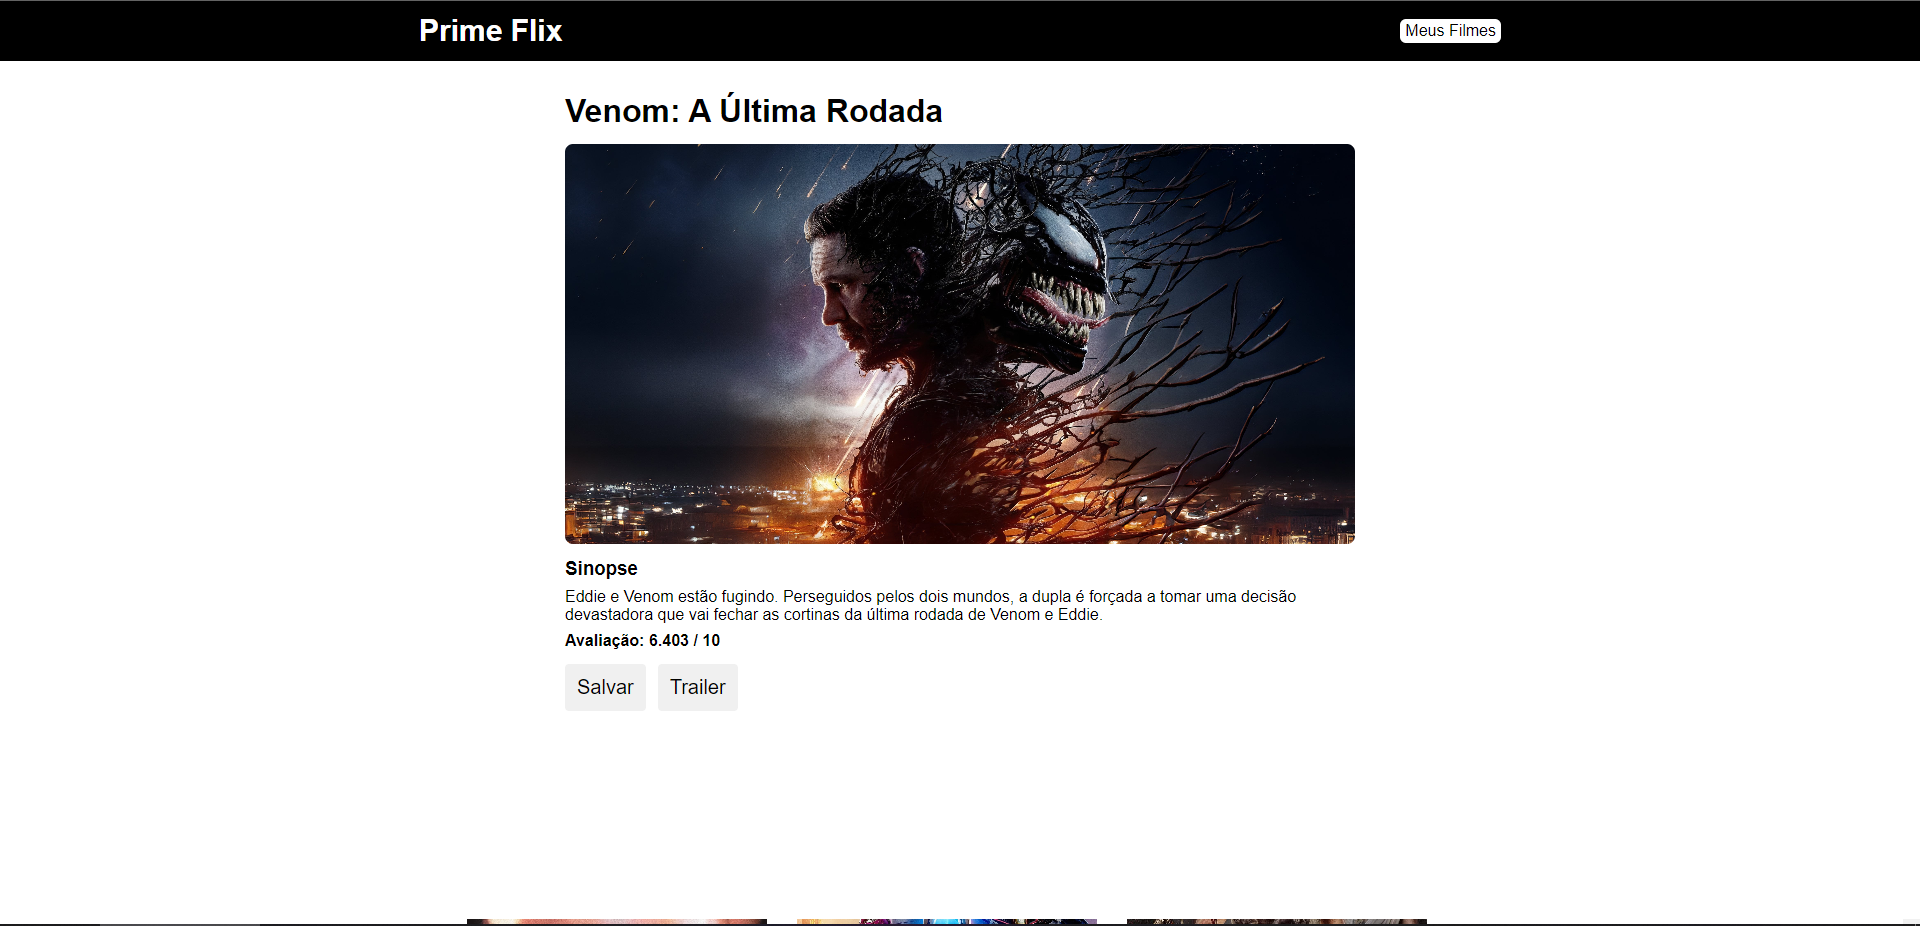 Prime Flix
Meus Filmes
Venom: A Última Rodada
Sinopse
Eddie e Venom estão fugindo. Perseguidos pelos dois mundos, a dupla é forçada a tomar uma decisão
devastadora que vai fechar as cortinas da última rodada de Venom e Eddie.
Avaliação: 6.403 / 10
Salvar
Trailer